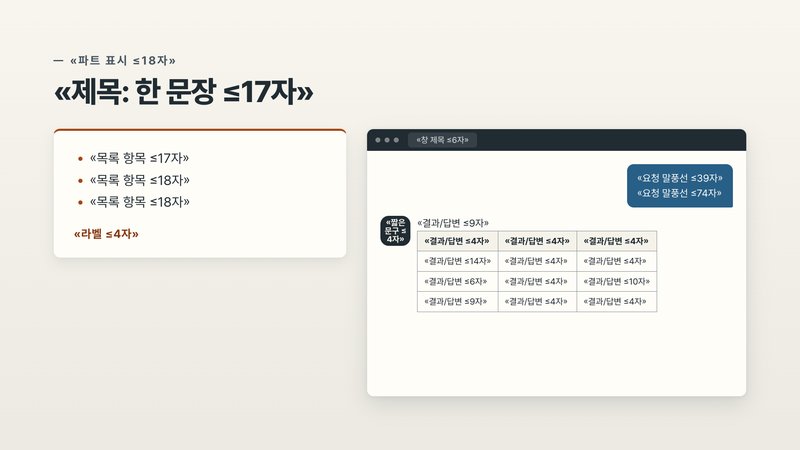 — «파트 표시 ≤18자»
«제목: 한 문장 ≤17자»
• «목록 항목 ≤17자»
• «목록 항목 ≤18자»
• «목록 항목 ≤18자»
«라벨 ≤4자»
«창 제목 ≤6자»
«요청 말풍선 ≤39자»
«요청 말풍선 ≤74자»
«짧은
문구 ≤
4자»
«결과/답변 ≤9자»
«결과/답변 ≤4자» «결과/답변 ≤4자» «결과/답변 ≤4자»
«결과/답변 ≤14자» «결과/답변 ≤4자» «결과/답변 ≤4자»
«결과/답변 ≤6자» «결과/답변 ≤4자» «결과/답변 ≤10자»
«결과/답변 ≤9자» «결과/답변 ≤4자» «결과/답변 ≤4자»